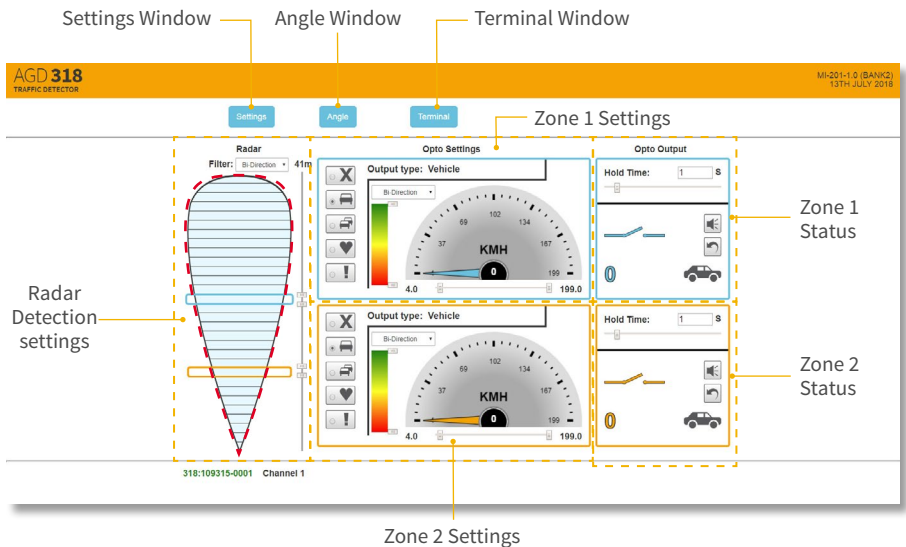 Settings Window
Angle Window
Terminal Window
AGD 318
TRAFFIC DETECTOR
MI-201-1.0 (BANK2)
13TH JULY 2018
Settings
Angle
Terminal
Zone 1 Settings
Radar
Opto Settings
Opto Output
Filter: Bi-Direction 41m
X
Output type: Vehicle
Bi-Direction
37
69
102
134
167
199
KMH
0
4.0
199.0
!
Hold Time: 1 S
0
Zone 1
Status
Radar
Detection
settings
X
Output type: Vehicle
Bi-Direction
37
69
102
134
167
199
KMH
0
4.0
199.0
!
Hold Time: 1 S
0
Zone 2
Status
318:109315-0001 Channel 1
Zone 2 Settings